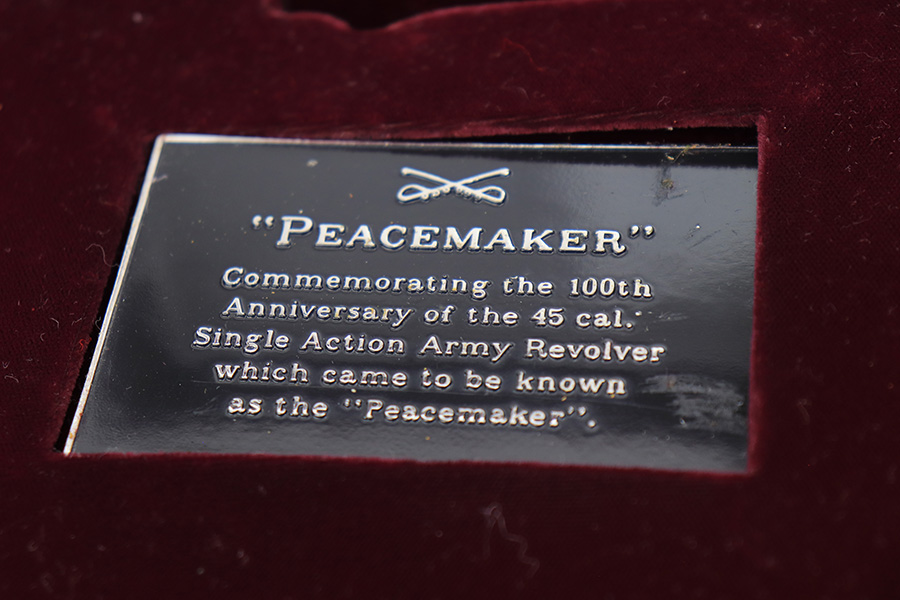 "PEACEMAKER"
Commemorating the 100th
Anniversary of the 45 cal.
Single Action Army Revolver
which came to be known
as the "Peacemaker".